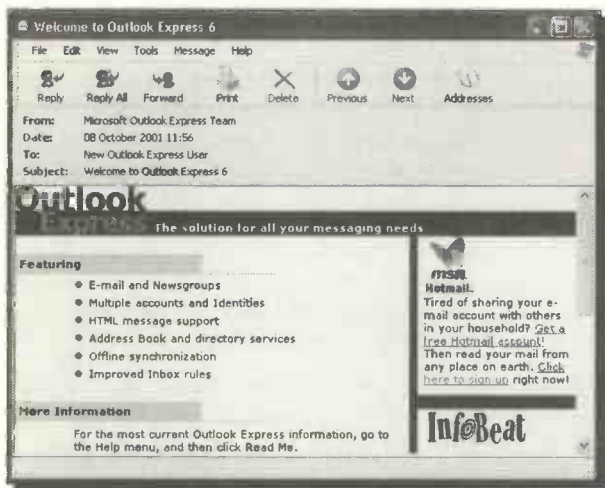 Welcome to Outlook Express 6
File Edit View Tools Message Help
Reply Reply All Forward Print Delete Previous Next Addresses
From: Microsoft Outlook Express Team
Date: 08 October 2001 11:56
To: New Outlook Express User
Subject: Welcome to Outlook Express 6
Outlook
Express
The solution for all your messaging needs
Featuring
E-mail and Newsgroups
Multiple accounts and Identities
HTML message support
Address Book and directory services
Offline synchronization
Improved Inbox rules
More Information
For the most current Outlook Express information, go to
the Help menu, and then click Read Me.
msn
Hotmail.
Tired of sharing your e-
mail account with others
in your household? Get a
free Hotmail account!
Then read your mail from
any place on earth. Click
here to sign up right now!
Inf@Beat